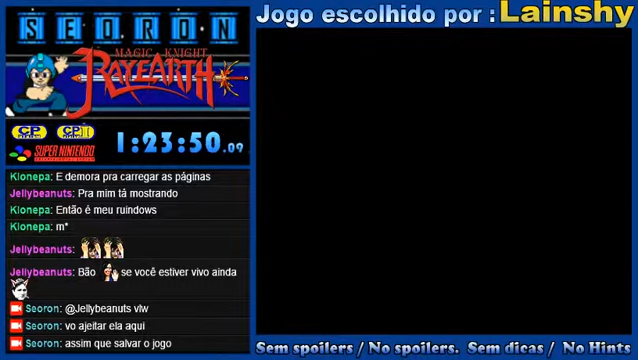 SEORON
Jogo escolhido por : Lainshy
MAGIC KNIGHT
RAYEARTH
SUPER NINTENDO
1:23:50.09
Klonepa: E demora pra carregar as páginas
Jellybeanuts: Pra mim tá mostrando
Klonepa: Então é meu ruindows
Klonepa: m*
Jellybeanuts:
Jellybeanuts: Bão se você estiver vivo ainda
Seoron: @Jellybeanuts vlw
Seoron: vo ajeitar ela aqui
Seoron: assim que salvar o jogo
Sem spoilers / No spoilers. Sem dicas / No Hints